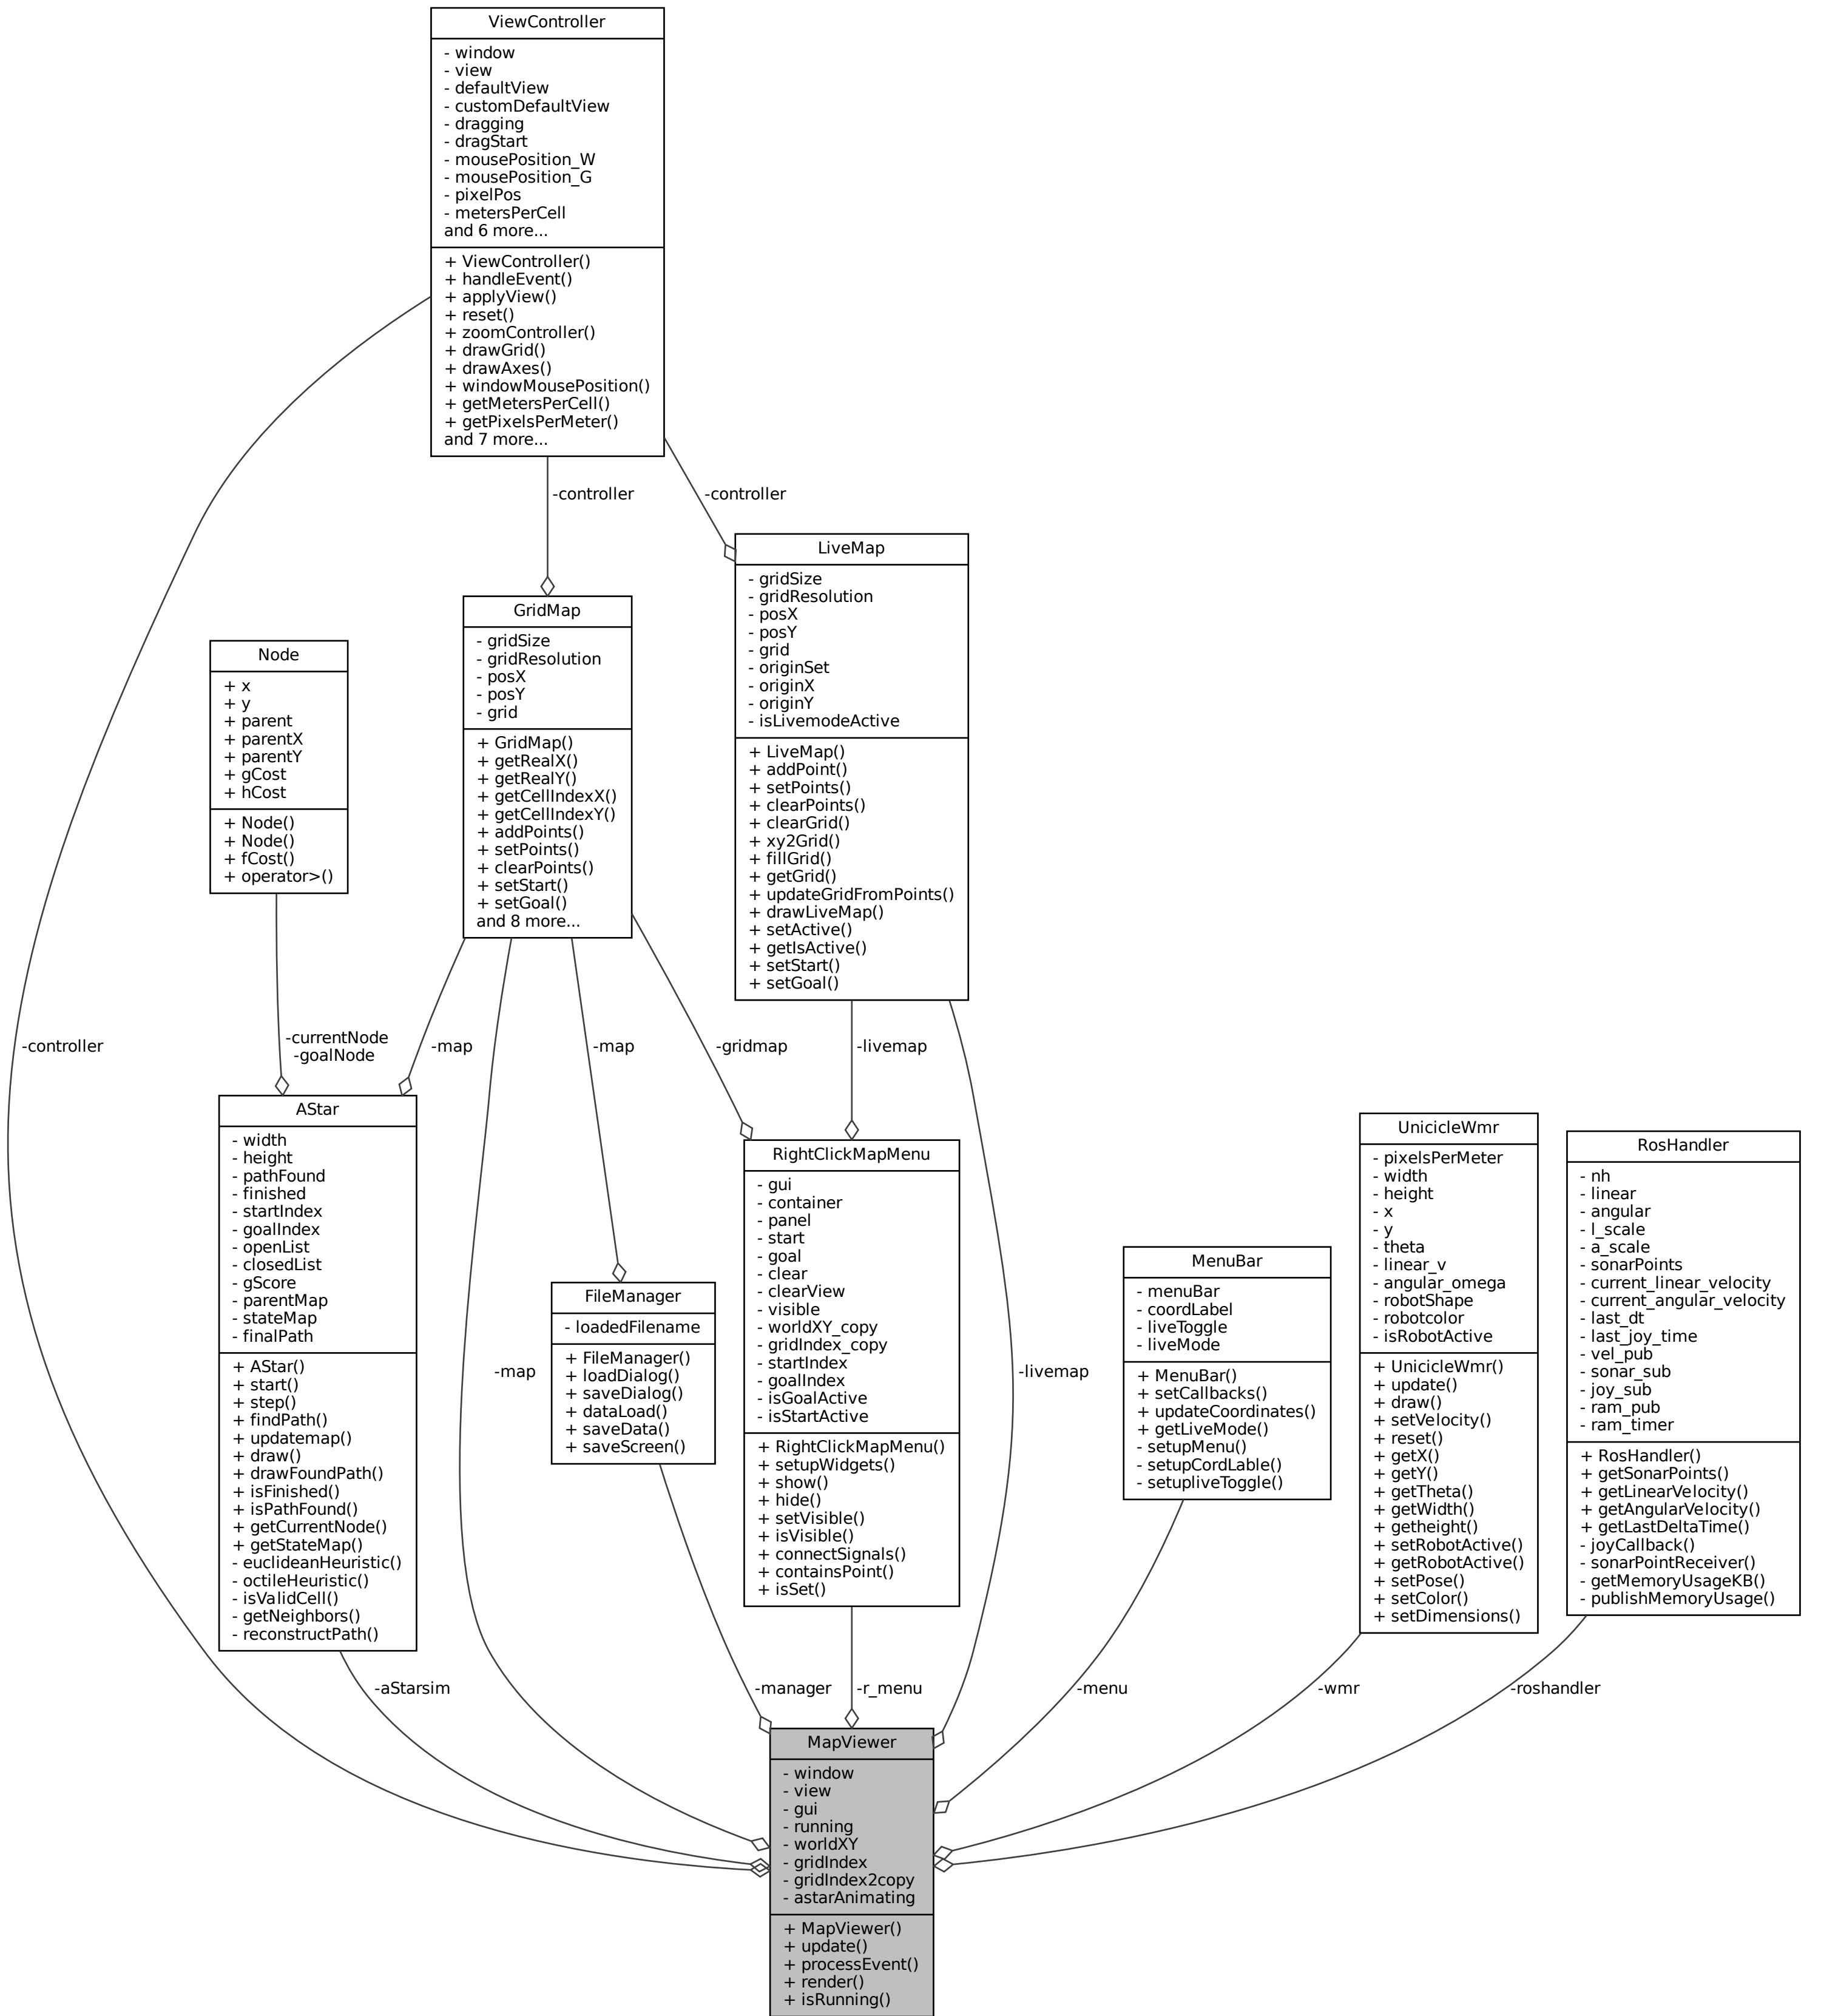 ViewController
- window
- view
- defaultView
- customDefaultView
- dragging
- dragStart
- mousePosition_W
- mousePosition_G
- pixelPos
- metersPerCell
and 6 more...
+ ViewController()
+ handleEvent()
+ applyView()
+ reset()
+ zoomController()
+ drawGrid()
+ drawAxes()
+ windowMousePosition()
+ getMetersPerCell()
+ getPixelsPerMeter()
and 7 more...
-controller
-controller
LiveMap
- gridSize
- gridResolution
- posX
- posY
- grid
- originSet
- originX
- originY
- isLivemodeActive
+ LiveMap()
+ addPoint()
+ setPoints()
+ clearPoints()
+ clearGrid()
+ xy2Grid()
+ fillGrid()
+ getGrid()
+ updateGridFromPoints()
+ drawLiveMap()
+ setActive()
+ getIsActive()
+ setStart()
+ setGoal()
GridMap
- gridSize
- gridResolution
- posX
- posY
- grid
+ GridMap()
+ getRealX()
+ getRealY()
+ getCellIndexX()
+ getCellIndexY()
+ addPoints()
+ setPoints()
+ clearPoints()
+ setStart()
+ setGoal()
and 8 more...
Node
+ x
+ y
+ parent
+ parentX
+ parentY
+ gCost
+ hCost
+ Node()
+ Node()
+ fCost()
+ operator>()
-controller
-currentNode
-goalNode
-map
-map
-gridmap
-livemap
AStar
- width
- height
- pathFound
- finished
- startIndex
- goalIndex
- openList
- closedList
- gScore
- parentMap
- stateMap
- finalPath
+ AStar()
+ start()
+ step()
+ findPath()
+ updatemap()
+ draw()
+ drawFoundPath()
+ isFinished()
+ isPathFound()
+ getCurrentNode()
+ getStateMap()
- euclideanHeuristic()
- octileHeuristic()
- isValidCell()
- getNeighbors()
- reconstructPath()
-map
FileManager
- loadedFilename
+ FileManager()
+ loadDialog()
+ saveDialog()
+ dataLoad()
+ saveData()
+ saveScreen()
RightClickMapMenu
- gui
- container
- panel
- start
- goal
- clear
- clearView
- visible
- worldXY_copy
- gridIndex_copy
- startIndex
- goalIndex
- isGoalActive
- isStartActive
+ RightClickMapMenu()
+ setupWidgets()
+ show()
+ hide()
+ setVisible()
+ isVisible()
+ connectSignals()
+ containsPoint()
+ isSet()
-livemap
MenuBar
- menuBar
- coordLabel
- liveToggle
- liveMode
+ MenuBar()
+ setCallbacks()
+ updateCoordinates()
+ getLiveMode()
- setupMenu()
- setupCordLable()
- setupliveToggle()
UnicicleWmr
- pixelsPerMeter
- width
- height
- x
- y
- theta
- linear_v
- angular_omega
- robotShape
- robotcolor
- isRobotActive
+ UnicicleWmr()
+ update()
+ draw()
+ setVelocity()
+ reset()
+ getX()
+ getY()
+ getTheta()
+ getWidth()
+ getheight()
+ setRobotActive()
+ getRobotActive()
+ setPose()
+ setColor()
+ setDimensions()
RosHandler
- nh
- linear
- angular
- l_scale
- a_scale
- sonarPoints
- current_linear_velocity
- current_angular_velocity
- last_dt
- last_joy_time
- vel_pub
- sonar_sub
- joy_sub
- ram_pub
- ram_timer
+ RosHandler()
+ getSonarPoints()
+ getLinearVelocity()
+ getAngularVelocity()
+ getLastDeltaTime()
- joyCallback()
- sonarPointReceiver()
- getMemoryUsageKB()
- publishMemoryUsage()
-aStarsim
-manager
-r_menu
-menu
-wmr
-roshandler
MapViewer
- window
- view
- gui
- running
- worldXY
- gridIndex
- gridIndex2copy
- astarAnimating
+ MapViewer()
+ update()
+ processEvent()
+ render()
+ isRunning()